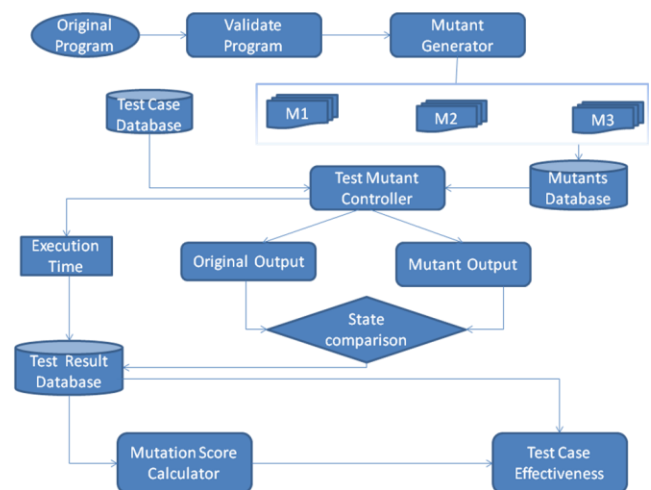 Original
Program
Validate
Program
Mutant
Generator
Test Case
Database
M1
M2
M3
Test Mutant
Controller
Mutants
Database
Execution
Time
Original Output
Mutant Output
State
comparison
Test Result
Database
Mutation Score
Calculator
Test Case
Effectiveness